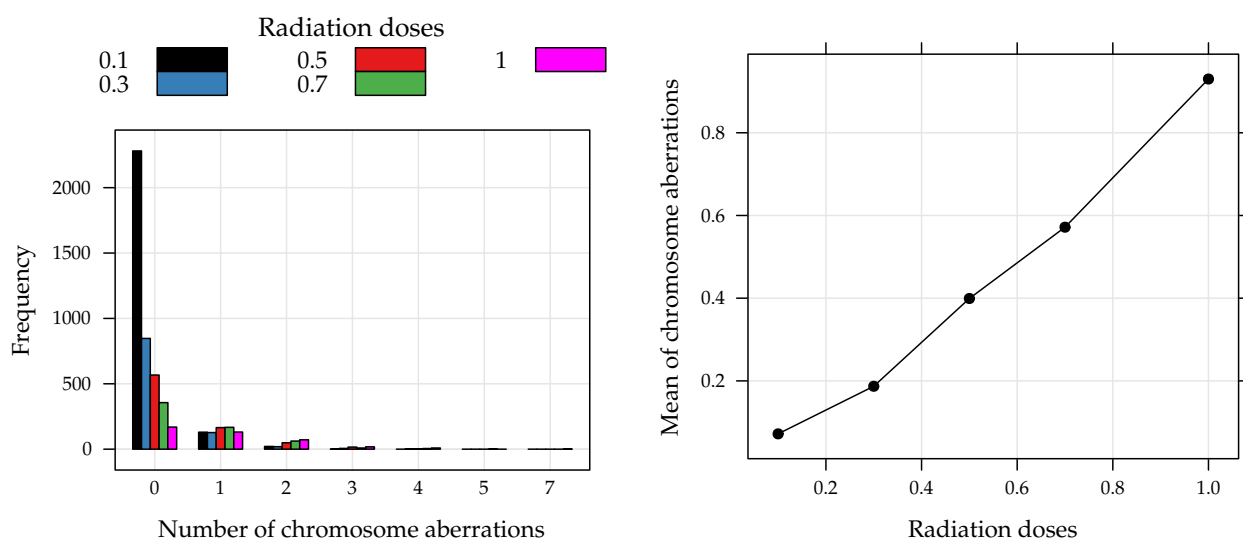 Radiation doses
0.1 0.5 1
0.3 0.7
Frequency
2000
1500
1000
500
0
0 1 2 3 4 5 7
Number of chromosome aberrations
Mean of chromosome aberrations
0.8
0.6
0.4
0.2
0.2 0.4 0.6 0.8 1.0
Radiation doses